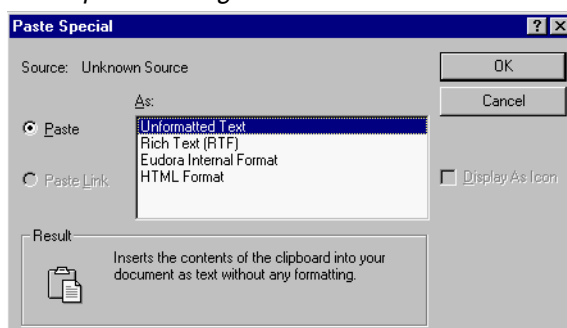 Paste Special
Source: Unknown Source
OK
Cancel
As:
Paste
Unformatted Text
Rich Text (RTF)
Eudora Internal Format
HTML Format
Paste Link
Display As Icon
Result
Inserts the contents of the clipboard into your
document as text without any formatting.